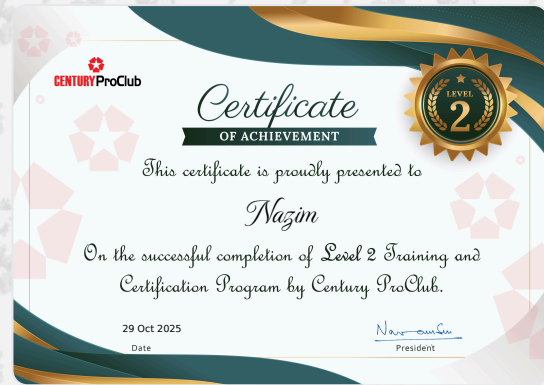 CENTURY ProClub
Certificate
OF ACHIEVEMENT
LEVEL
2
This certificate is proudly presented to
Nazim
On the successful completion of Level 2 Training and
Certification Program by Century ProClub.
29 Oct 2025
Date
President